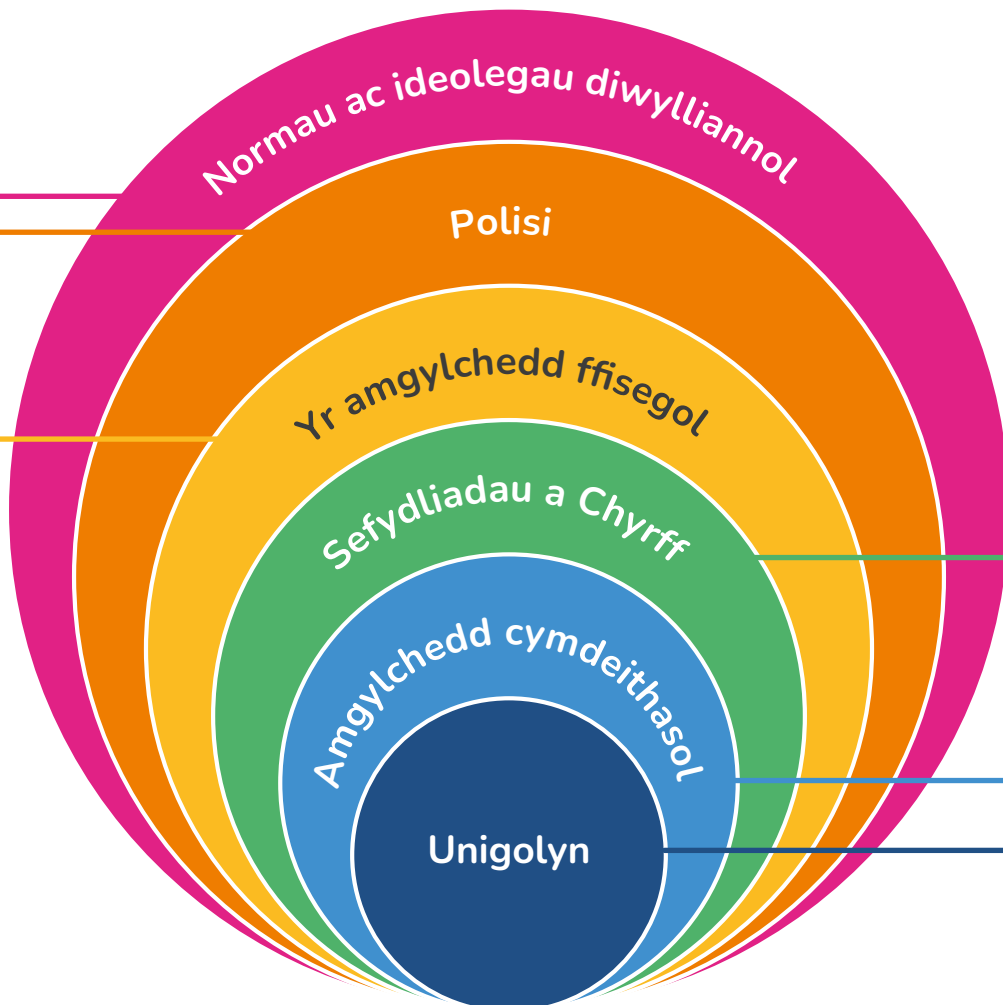 Normau ac ideolegau diwylliannol
Polisi
Yr amgylchedd ffisegol
Sefydliadau a Chyrff
Amgylchedd cymdeithasol
Unigolyn